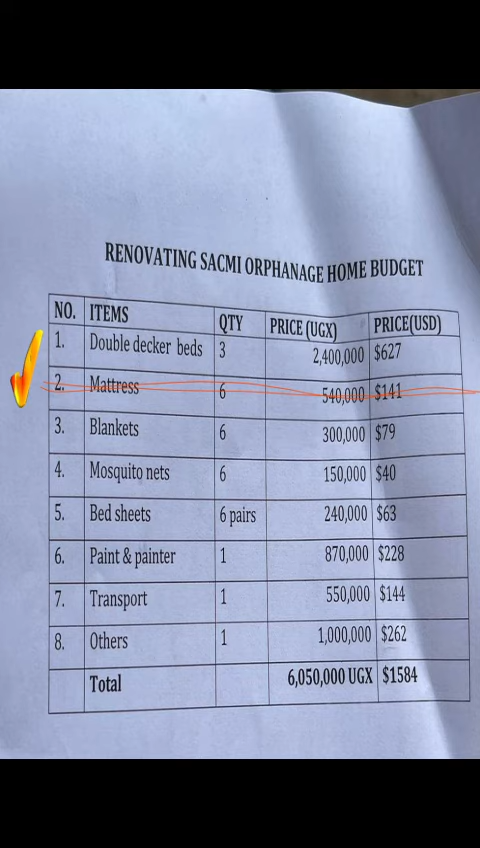 RENOVATING SACMI ORPHANAGE HOME BUDGET
NO. ITEMS QTY PRICE (UGX) PRICE(USD)
1. Double decker beds 3 2,400,000 $627
2. Mattress 6 540,000 $141
3. Blankets 6 300,000 $79
4. Mosquito nets 6 150,000 $40
5. Bed sheets 6 pairs 240,000 $63
6. Paint & painter 1 870,000 $228
7. Transport 1 550,000 $144
8. Others 1 1,000,000 $262
Total 6,050,000 UGX $1584